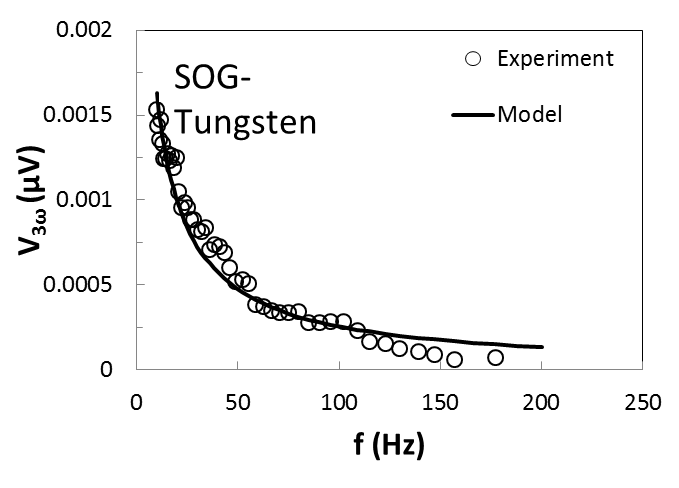 0.002
0.0015
0.001
0.0005
0
V3ω (μV)
SOG-
Tungsten
Experiment
Model
0 50 100 150 200 250
f (Hz)